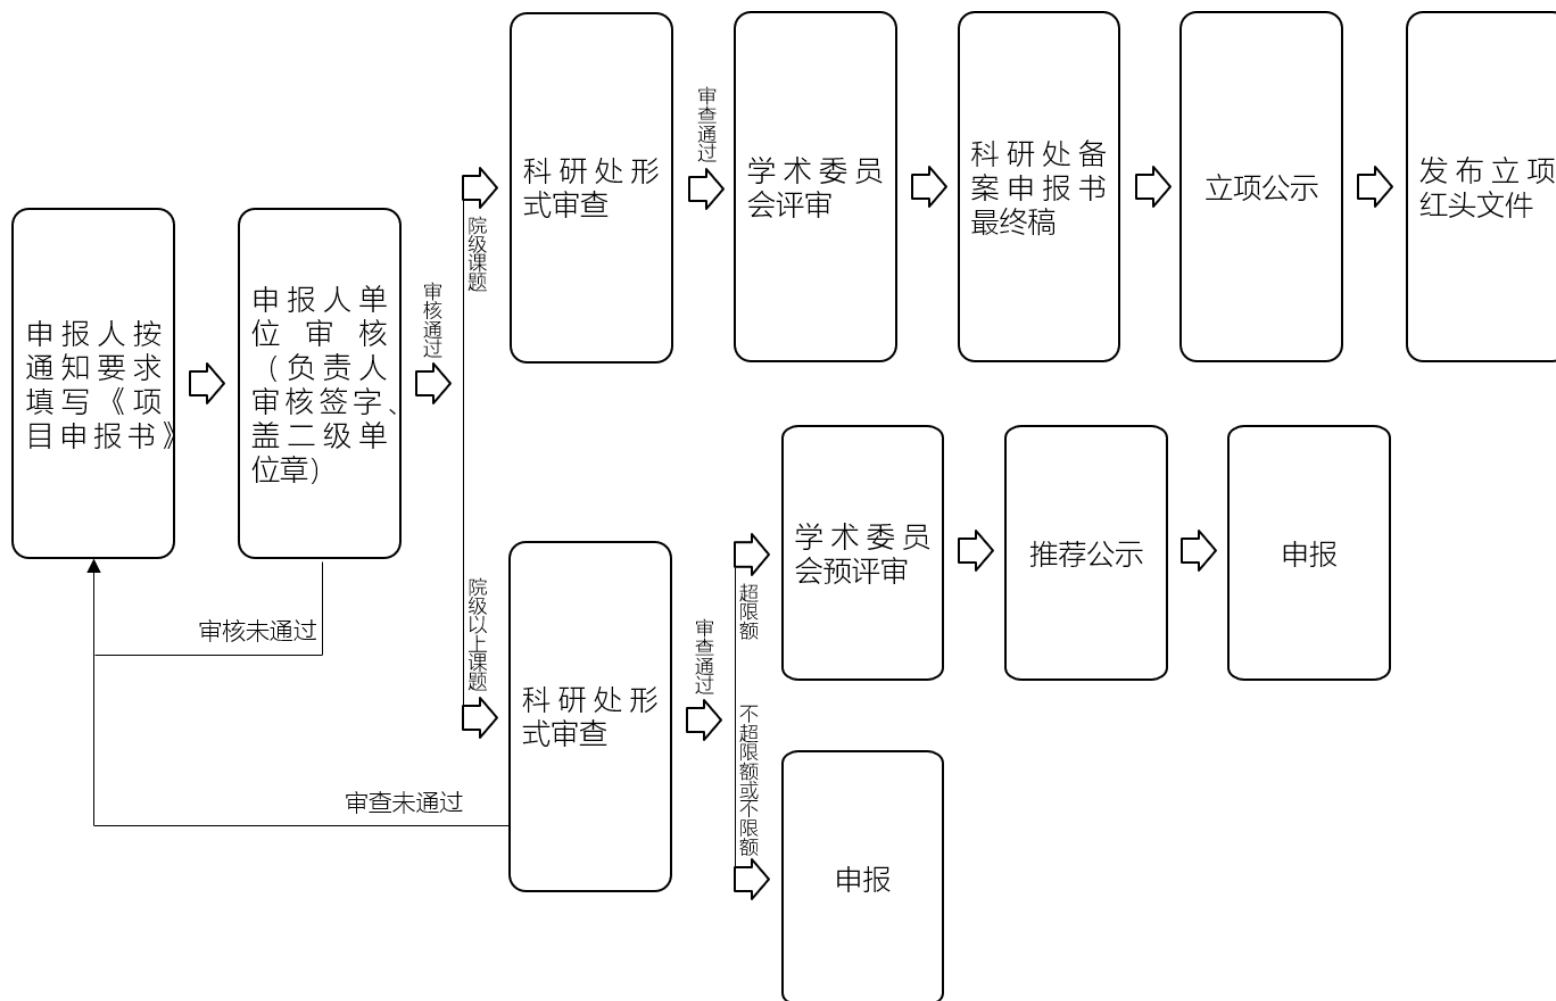 申报人按
通知要求
填写《项
目申报书》
申报人单
位审核
（负责人
审核签字、
盖二级单
位章）
审核通过
审核未通过
院级课题
科研处形
式审查
审查通过
学术委员
会评审
科研处备
案申报书
最终稿
立项公示
发布立项
红头文件
院级以上课题
科研处形
式审查
审查未通过
审查通过
超限额
学术委员
会预评审
推荐公示
申报
不超限额或不限额
申报